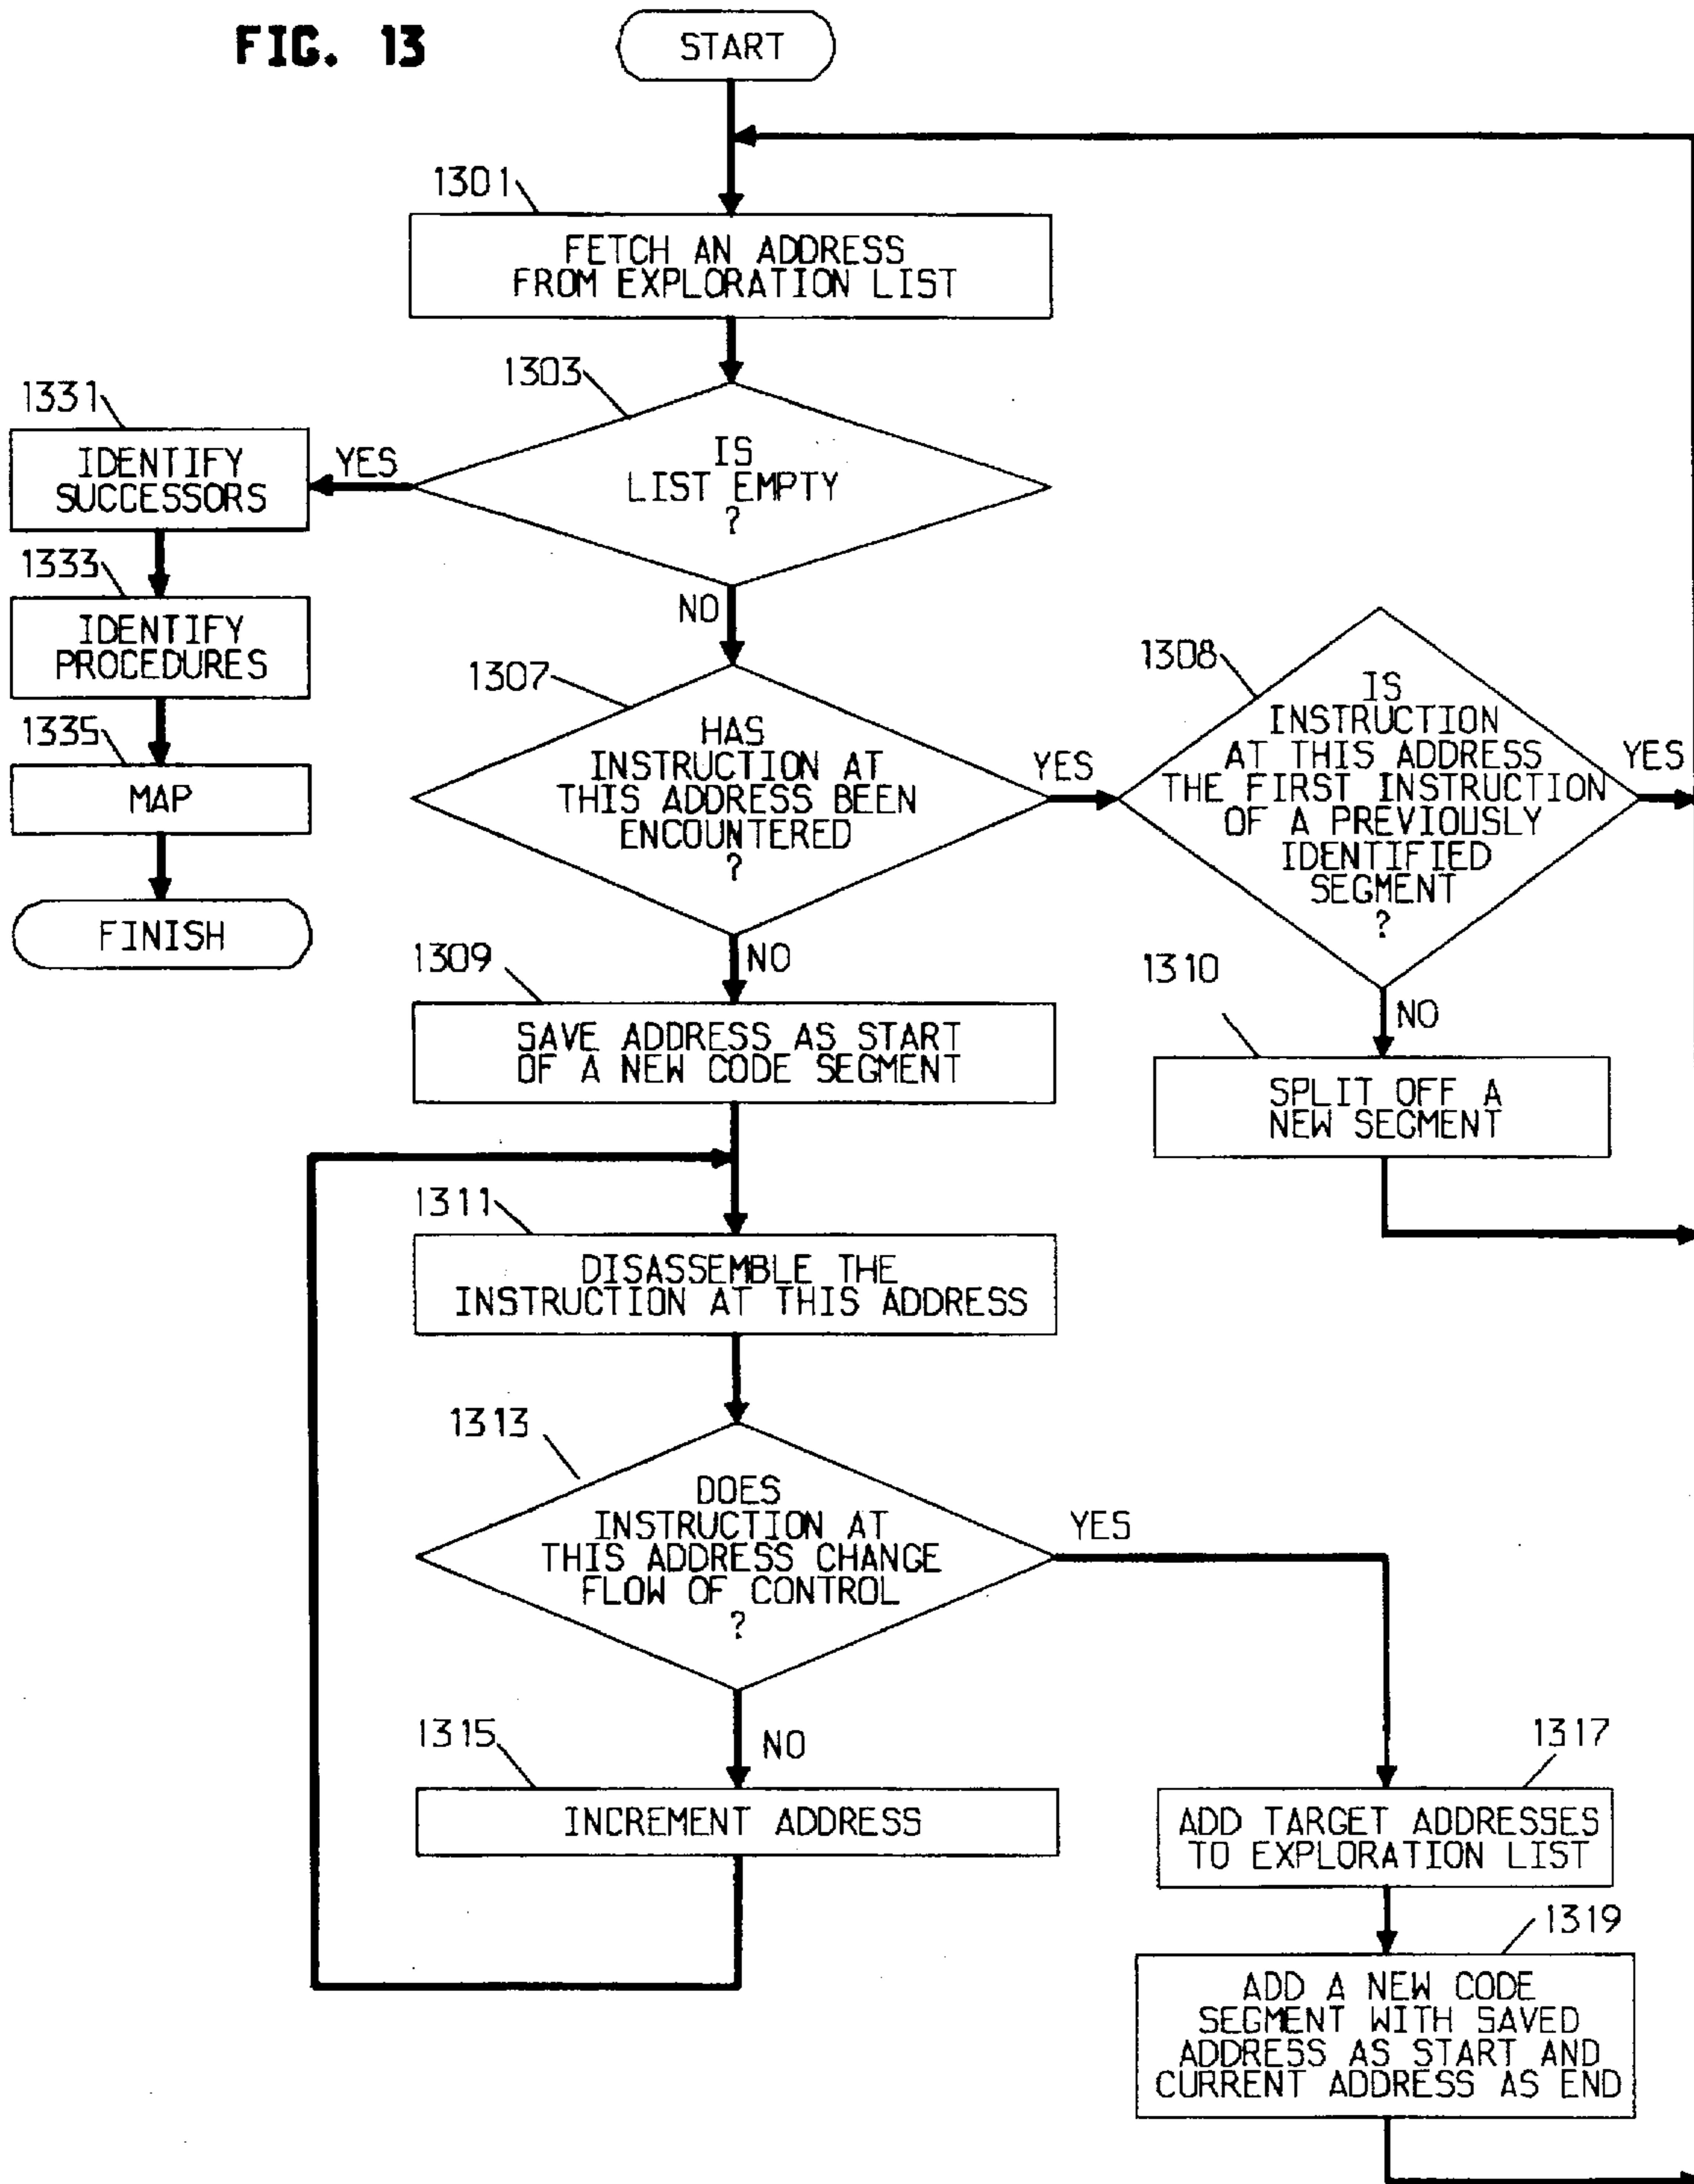 FIG. 13
START
1301
FETCH AN ADDRESS
FROM EXPLORATION LIST
1303
IS
LIST EMPTY
?
YES
1331
IDENTIFY
SUCCESSORS
1333
IDENTIFY
PROCEDURES
1335
MAP
FINISH
NO
1307
HAS
INSTRUCTION AT
THIS ADDRESS BEEN
ENCOUNTERED
?
YES
1308
IS
INSTRUCTION
AT THIS ADDRESS
THE FIRST INSTRUCTION
OF A PREVIOUSLY
IDENTIFIED
SEGMENT
?
YES
NO
1310
SPLIT OFF A
NEW SEGMENT
NO
1309
SAVE ADDRESS AS START
OF A NEW CODE SEGMENT
1311
DISASSEMBLE THE
INSTRUCTION AT THIS ADDRESS
1313
DOES
INSTRUCTION AT
THIS ADDRESS CHANGE
FLOW OF CONTROL
?
YES
NO
1315
INCREMENT ADDRESS
1317
ADD TARGET ADDRESSES
TO EXPLORATION LIST
1319
ADD A NEW CODE
SEGMENT WITH SAVED
ADDRESS AS START AND
CURRENT ADDRESS AS END